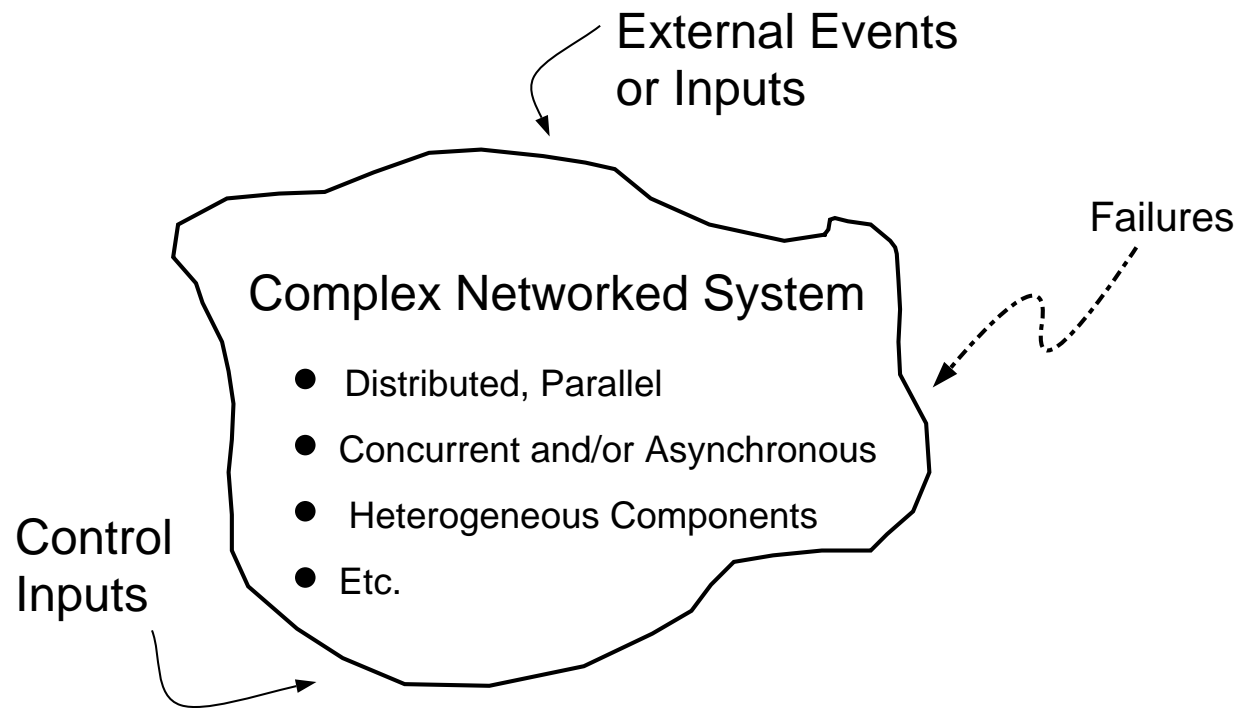 External Events
or Inputs
Failures
Complex Networked System
● Distributed, Parallel
● Concurrent and/or Asynchronous
● Heterogeneous Components
● Etc.
Control
Inputs